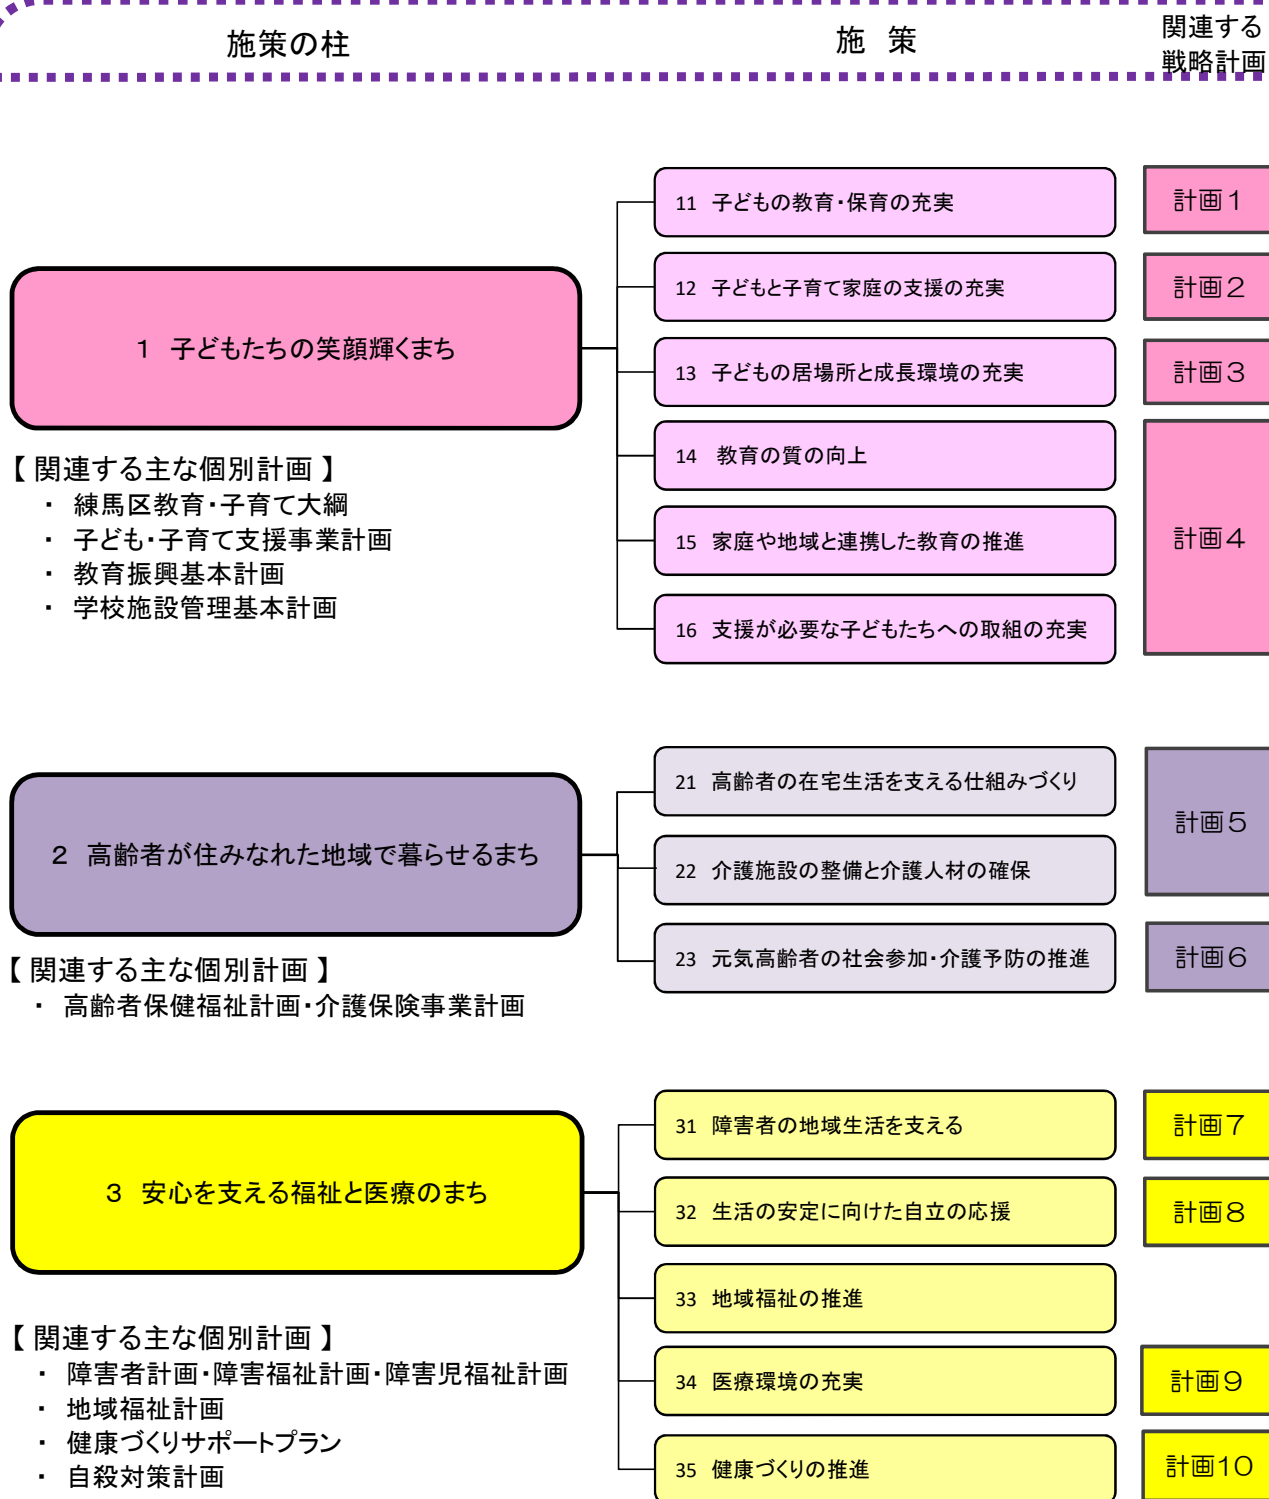 施策の柱
施　策
関連する
戦略計画
1　子どもたちの笑顔輝くまち
11　子どもの教育・保育の充実
計画1
12　子どもと子育て家庭の支援の充実
計画2
13　子どもの居場所と成長環境の充実
計画3
14　教育の質の向上
15　家庭や地域と連携した教育の推進
16　支援が必要な子どもたちへの取組の充実
計画4
【 関連する主な個別計画 】
・　練馬区教育・子育て大綱
・　子ども・子育て支援事業計画
・　教育振興基本計画
・　学校施設管理基本計画
2　高齢者が住みなれた地域で暮らせるまち
21　高齢者の在宅生活を支える仕組みづくり
22　介護施設の整備と介護人材の確保
計画5
23　元気高齢者の社会参加・介護予防の推進
計画6
【 関連する主な個別計画 】
・　高齢者保健福祉計画・介護保険事業計画
3　安心を支える福祉と医療のまち
31　障害者の地域生活を支える
計画7
32　生活の安定に向けた自立の応援
計画8
33　地域福祉の推進
34　医療環境の充実
計画9
35　健康づくりの推進
計画10
【 関連する主な個別計画 】
・　障害者計画・障害福祉計画・障害児福祉計画
・　地域福祉計画
・　健康づくりサポートプラン
・　自殺対策計画